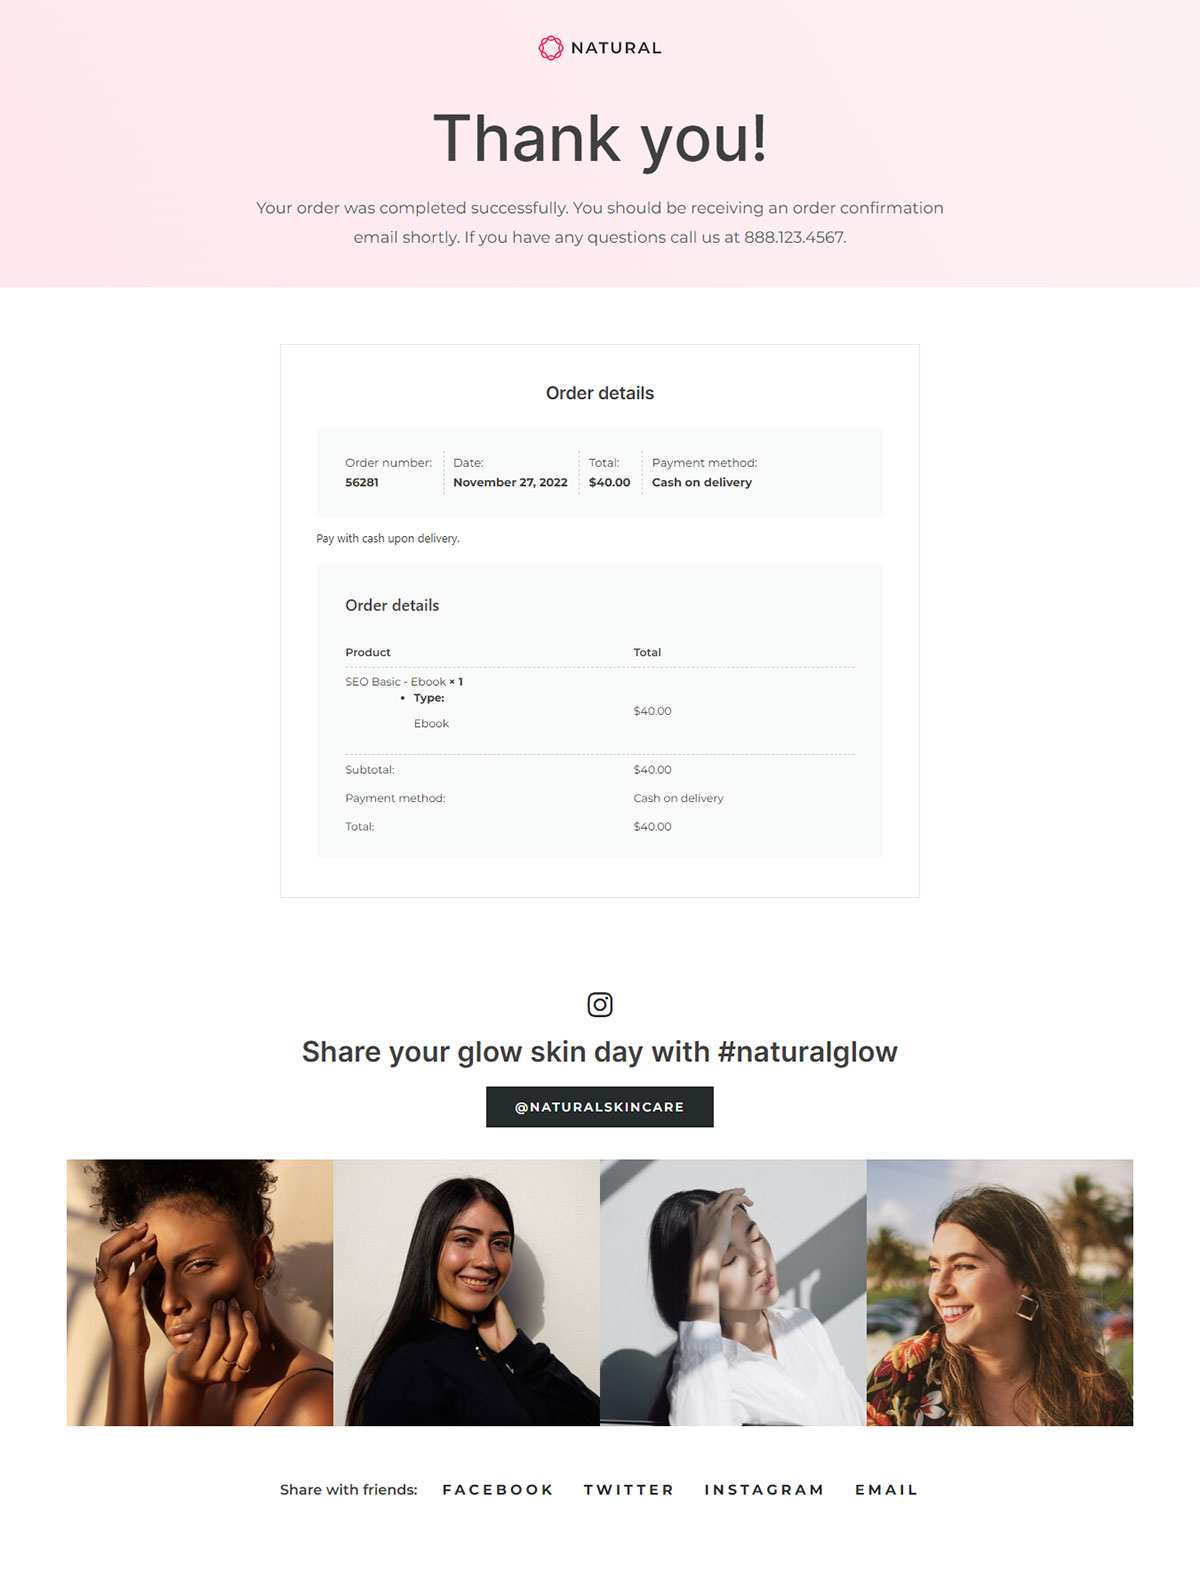 NATURAL
Thank you!
Your order was completed successfully. You should be receiving an order confirmation
email shortly. If you have any questions call us at 888.123.4567.
Order details
Order number: Date: Total: Payment method:
56281 November 27, 2022 $40.00 Cash on delivery
Pay with cash upon delivery.
Order details
Product Total
SEO Basic - Ebook × 1
• Type:
$40.00
Ebook
Subtotal: $40.00
Payment method: Cash on delivery
Total: $40.00
Share your glow skin day with #naturalglow
@NATURALSKINCARE
Share with friends: FACEBOOK TWITTER INSTAGRAM EMAIL